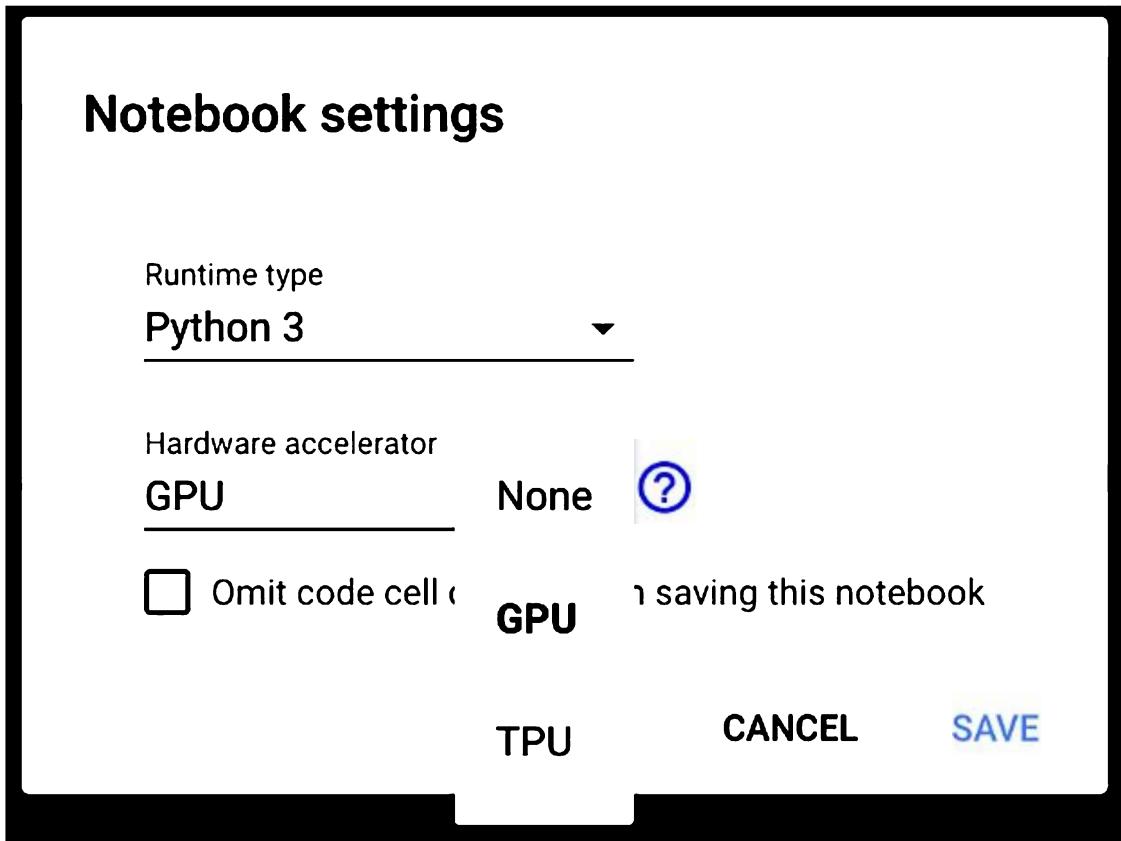 Notebook settings
Runtime type
Python 3
Hardware accelerator
GPU
None
?
Omit code cell saving this notebook
GPU
TPU
CANCEL
SAVE